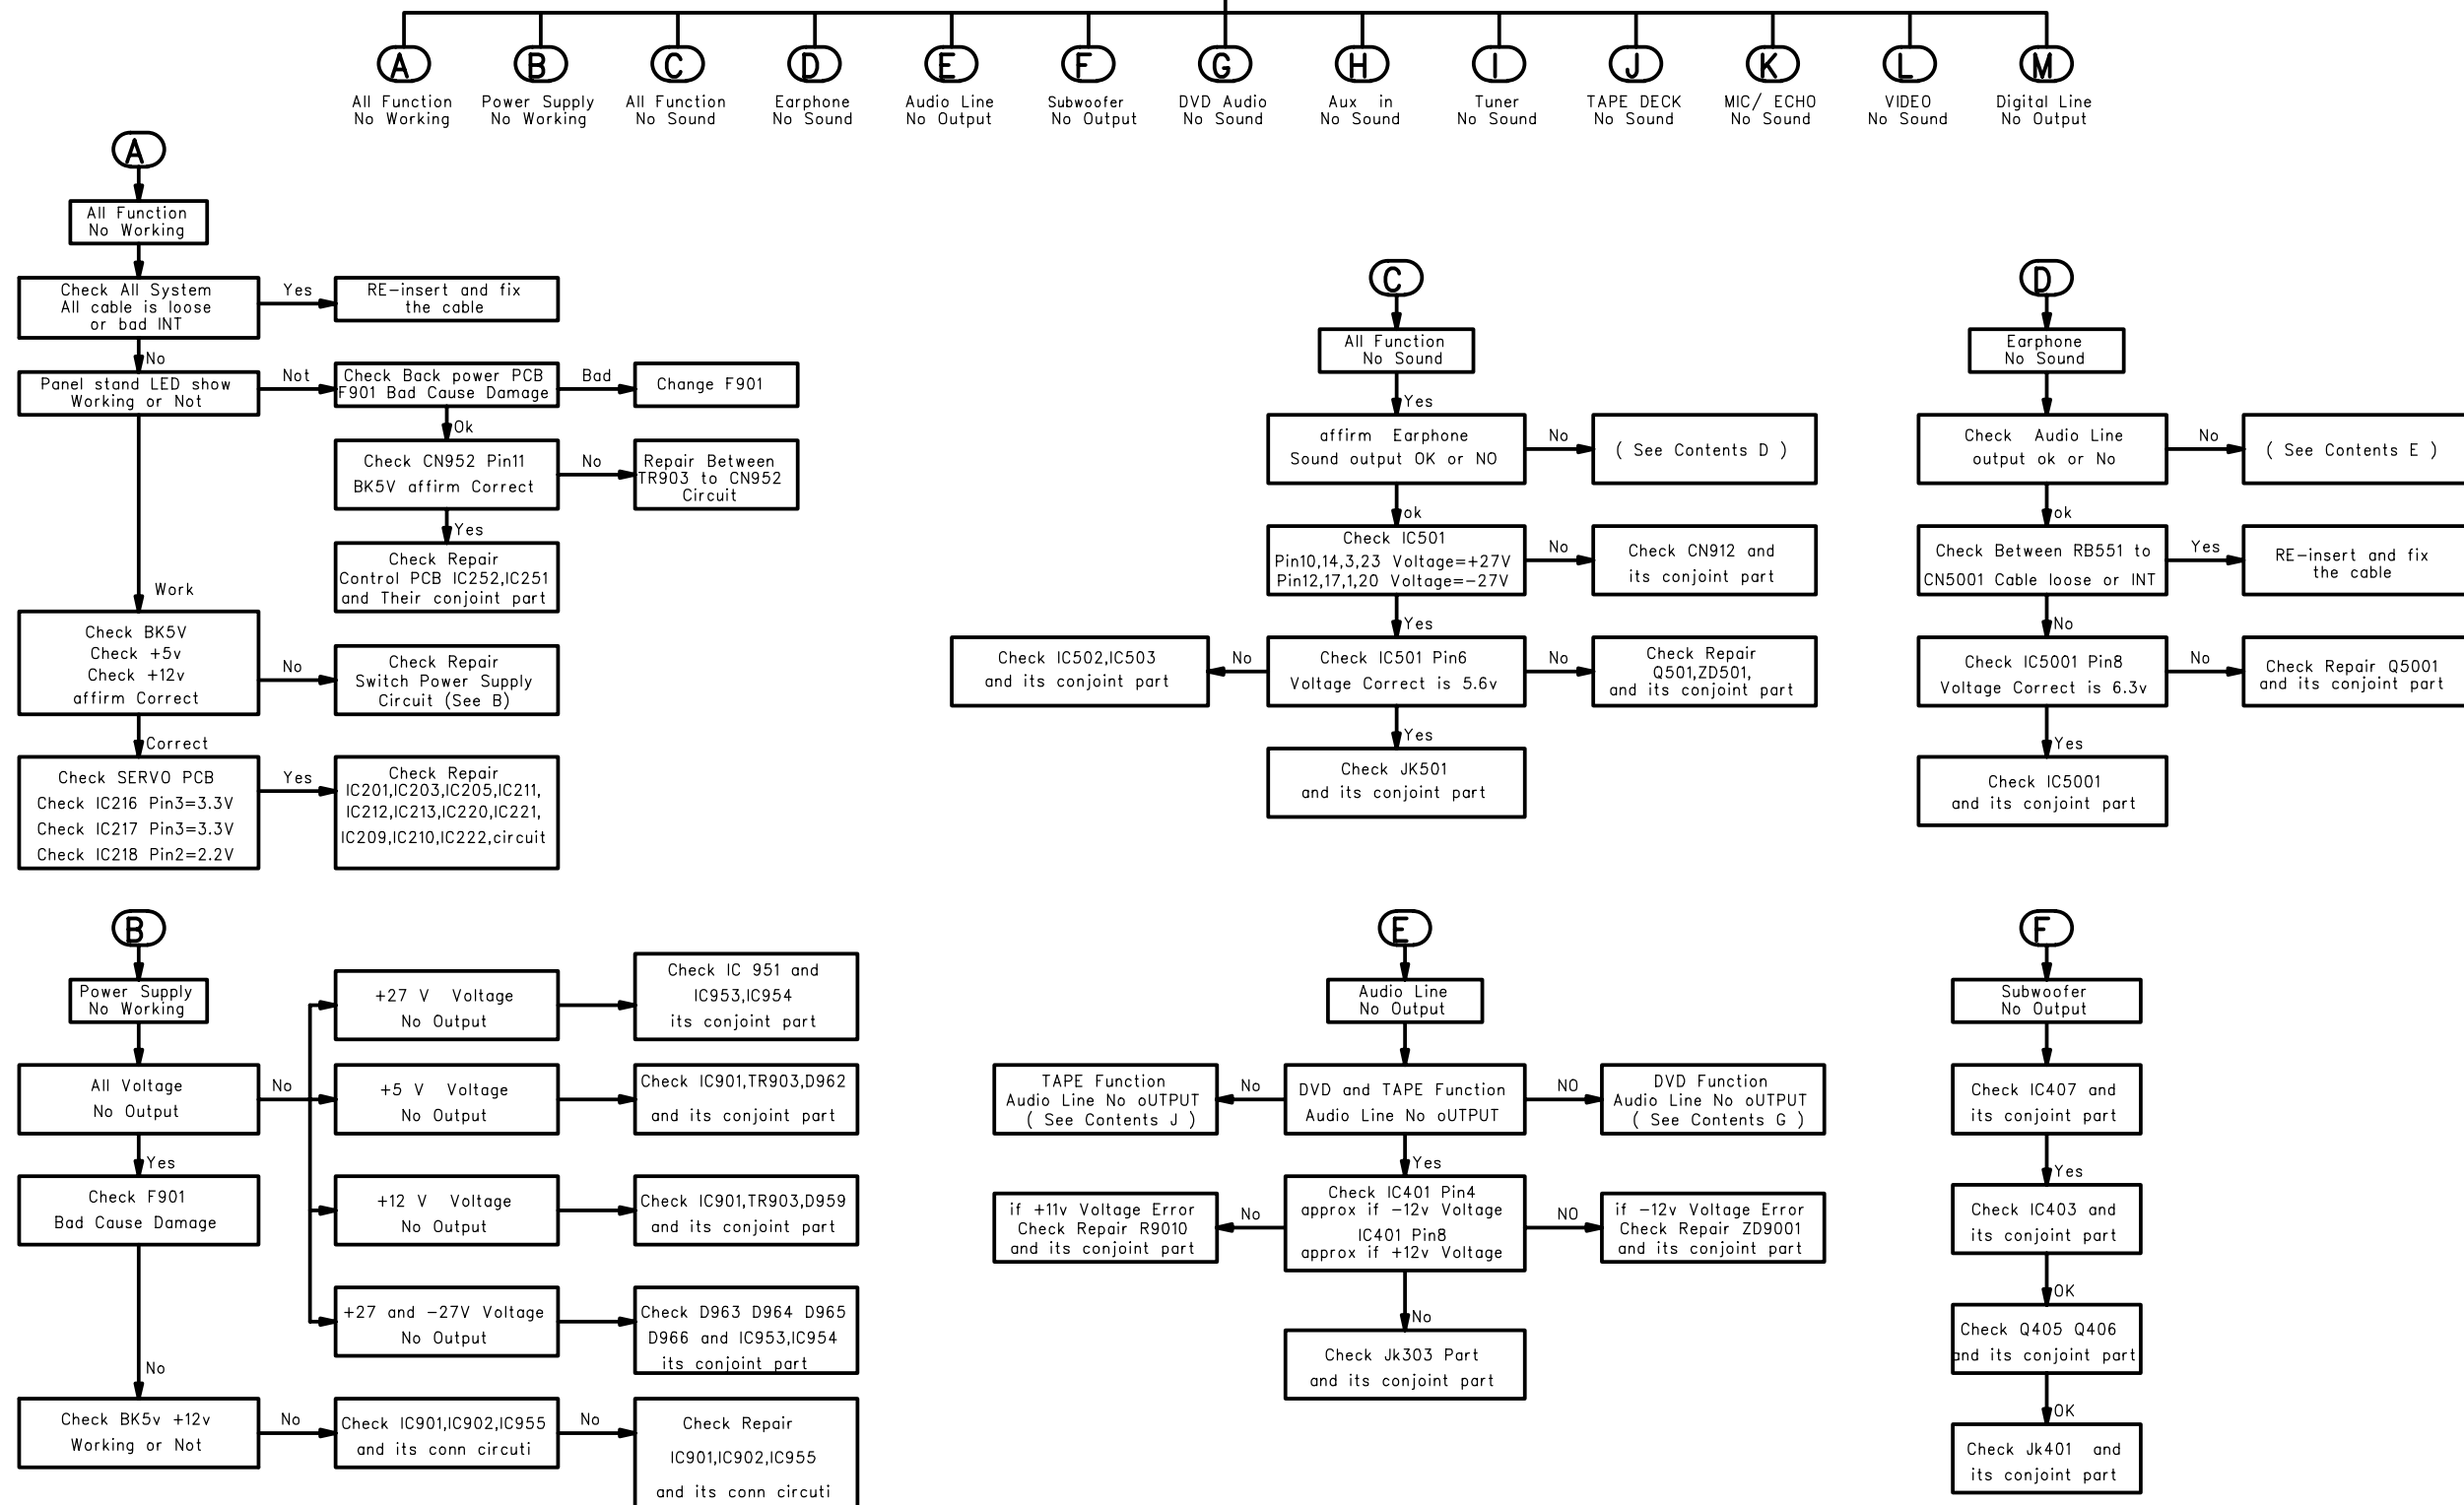 A
B
C
D
E
F
G
H
I
J
K
L
M
All Function
No Working
Power Supply
No Working
All Function
No Sound
Earphone
No Sound
Audio Line
No Output
Subwoofer
No Output
DVD Audio
No Sound
Aux in
No Sound
Tuner
No Sound
TAPE DECK
No Sound
MIC/ ECHO
No Sound
VIDEO
No Sound
Digital Line
No Output
A
All Function
No Working
Check All System
All cable is loose
or bad INT
Yes
RE-insert and fix
the cable
No
Panel stand LED show
Working or Not
Not
Check Back power PCB
F901 Bad Cause Damage
Bad
Change F901
Ok
Check CN952 Pin11
BK5V affirm Correct
No
Repair Between
TR903 to CN952
Circuit
Yes
Check Repair
Control PCB IC252,IC251
and Their conjoint part
Work
Check BK5V
Check +5v
Check +12v
affirm Correct
No
Check Repair
Switch Power Supply
Circuit (See B)
Correct
Check SERVO PCB
Check IC216 Pin3=3.3V
Check IC217 Pin3=3.3V
Check IC218 Pin2=2.2V
Yes
Check Repair
IC201,IC203,IC205,IC211,
IC212,IC213,IC220,IC221,
IC209,IC210,IC222,circuit
C
All Function
No Sound
Yes
affirm Earphone
Sound output OK or NO
No
( See Contents D )
ok
Check IC501
Pin10,14,3,23 Voltage=+27V
Pin12,17,1,20 Voltage=-27V
No
Check CN912 and
its conjoint part
Yes
Check IC502,IC503
and its conjoint part
No
Check IC501 Pin6
Voltage Correct is 5.6v
No
Check Repair
Q501,ZD501,
and its conjoint part
Yes
Check JK501
and its conjoint part
D
Earphone
No Sound
Check Audio Line
output ok or No
No
( See Contents E )
ok
Check Between RB551 to
CN5001 Cable loose or INT
Yes
RE-insert and fix
the cable
No
Check IC5001 Pin8
Voltage Correct is 6.3v
No
Check Repair Q5001
and its conjoint part
Yes
Check IC5001
and its conjoint part
B
Power Supply
No Working
All Voltage
No Output
No
+27 V Voltage
No Output
Check IC 951 and
IC953,IC954
its conjoint part
+5 V Voltage
No Output
Check IC901,TR903,D962
and its conjoint part
Yes
Check F901
Bad Cause Damage
+12 V Voltage
No Output
Check IC901,TR903,D959
and its conjoint part
+27 and -27V Voltage
No Output
Check D963 D964 D965
D966 and IC953,IC954
its conjoint part
No
Check BK5v +12v
Working or Not
No
Check IC901,IC902,IC955
and its conn circuti
No
Check Repair
IC901,IC902,IC955
and its conn circuti
E
Audio Line
No Output
TAPE Function
Audio Line No oUTPUT
( See Contents J )
No
DVD and TAPE Function
Audio Line No oUTPUT
NO
DVD Function
Audio Line No oUTPUT
( See Contents G )
Yes
if +11v Voltage Error
Check Repair R9010
and its conjoint part
No
Check IC401 Pin4
approx if -12v Voltage
IC401 Pin8
approx if +12v Voltage
NO
if -12v Voltage Error
Check Repair ZD9001
and its conjoint part
No
Check Jk303 Part
and its conjoint part
F
Subwoofer
No Output
Check IC407 and
its conjoint part
Yes
Check IC403 and
its conjoint part
OK
Check Q405 Q406
and its conjoint part
OK
Check Jk401 and
its conjoint part